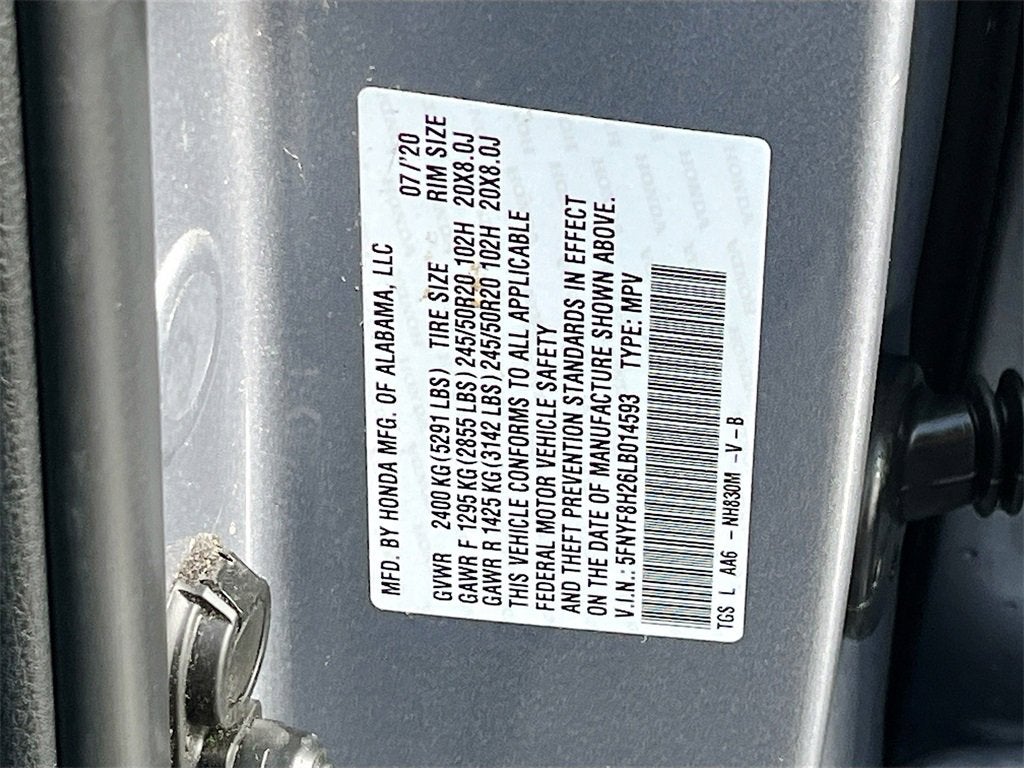 MFD. BY HONDA MFG. OF ALABAMA, LLC 07/'20
GVWR 2400 KG (5291 LBS) TIRE SIZE RIM SIZE
GAWR F 1295 KG (2855 LBS) 245/50R20 102H 20X8.0J
GAWR R 1425 KG (3142 LBS) 245/50R20 102H 20X8.0J
THIS VEHICLE CONFORMS TO ALL APPLICABLE
FEDERAL MOTOR VEHICLE SAFETY
AND THEFT PREVENTION STANDARDS IN EFFECT
ON THE DATE OF MANUFACTURE SHOWN ABOVE.
V.I.N.: 5FNYF8H26LB014593 TYPE: MPV
TGS L AA6 -NH830M -V-B